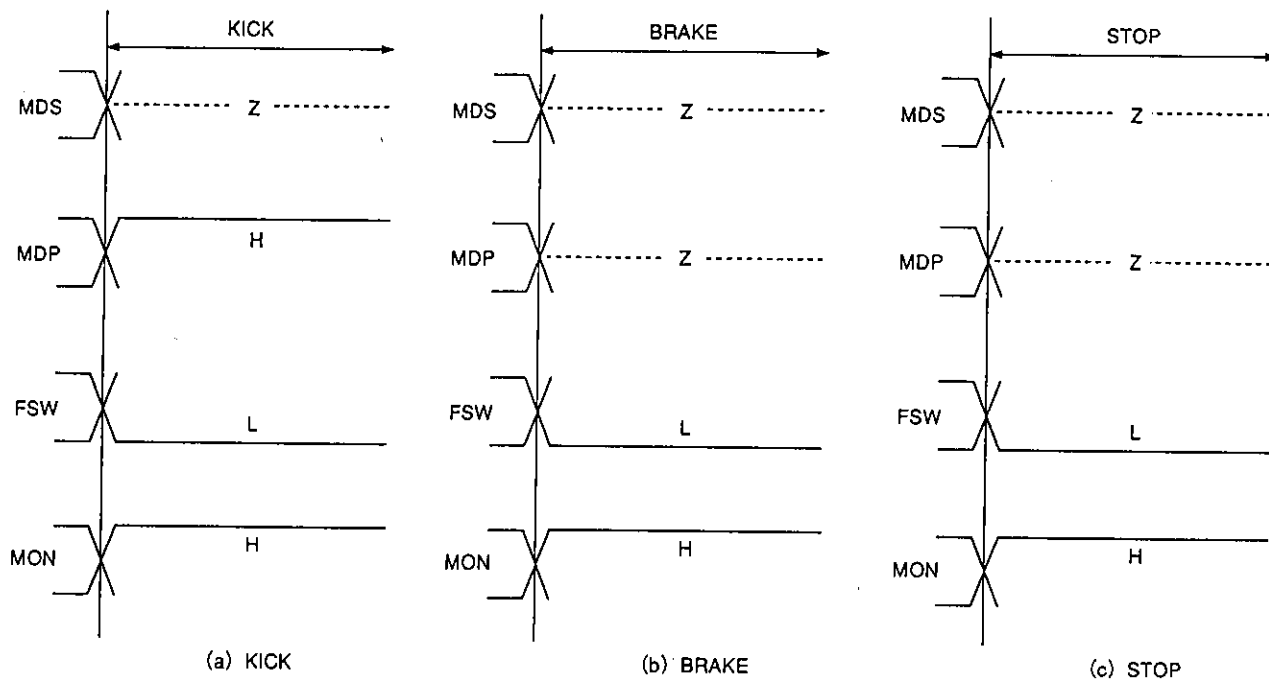 KICK
MDS Z
MDP H
FSW L
MON H
(a) KICK
BRAKE
MDS Z
MDP Z
FSW L
MON H
(b) BRAKE
STOP
MDS Z
MDP Z
FSW L
MON H
(c) STOP